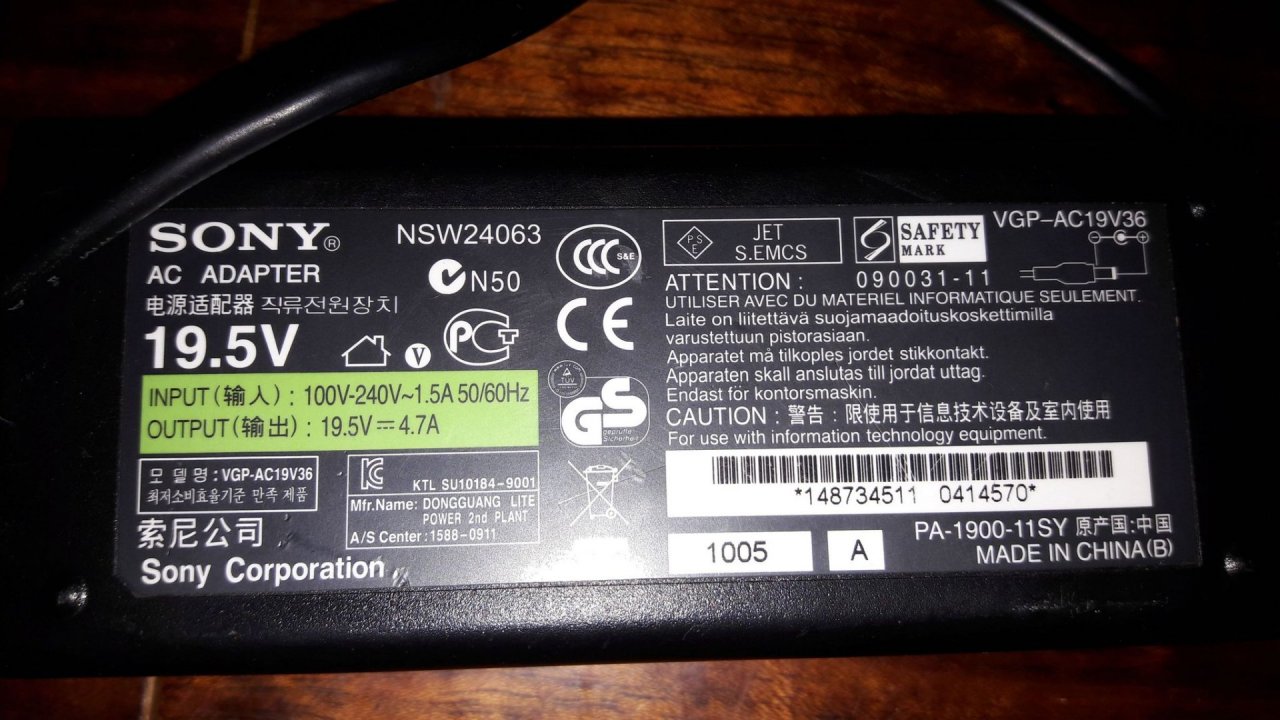 SONY®
AC ADAPTER
电源适配器 직류전원장치
19.5V
NSW24063
N50
V
PCT
CCC S&E
CE
TUV
GS
geprüfte
Sicherheit
INPUT(输入) : 100V-240V~1.5A 50/60Hz
OUTPUT(输出) : 19.5V⎓4.7A
모 델 명 : VGP-AC19V36
최저소비효율기준 만족 제품
KC
KTL SU10184-9001
Mfr.Name: DONGGUANG LITE
POWER 2nd PLANT
A/S Center : 1588-0911
索尼公司
Sony Corporation
PSE
JET
S.EMCS
S SAFETY
MARK
VGP-AC19V36
ATTENTION : 090031-11
UTILISER AVEC DU MATERIEL INFORMATIQUE SEULEMENT.
Laite on liitettävä suojamaadoituskoskettimilla
varustettuun pistorasiaan.
Apparatet må tilkoples jordet stikkontakt.
Apparaten skall anslutas till jordat uttag.
Endast för kontorsmaskin.
CAUTION : 警告 : 限使用于信息技术设备及室内使用
For use with information technology equipment.
*148734511 0414570*
1005
A
PA-1900-11SY 原产国:中国
MADE IN CHINA(B)